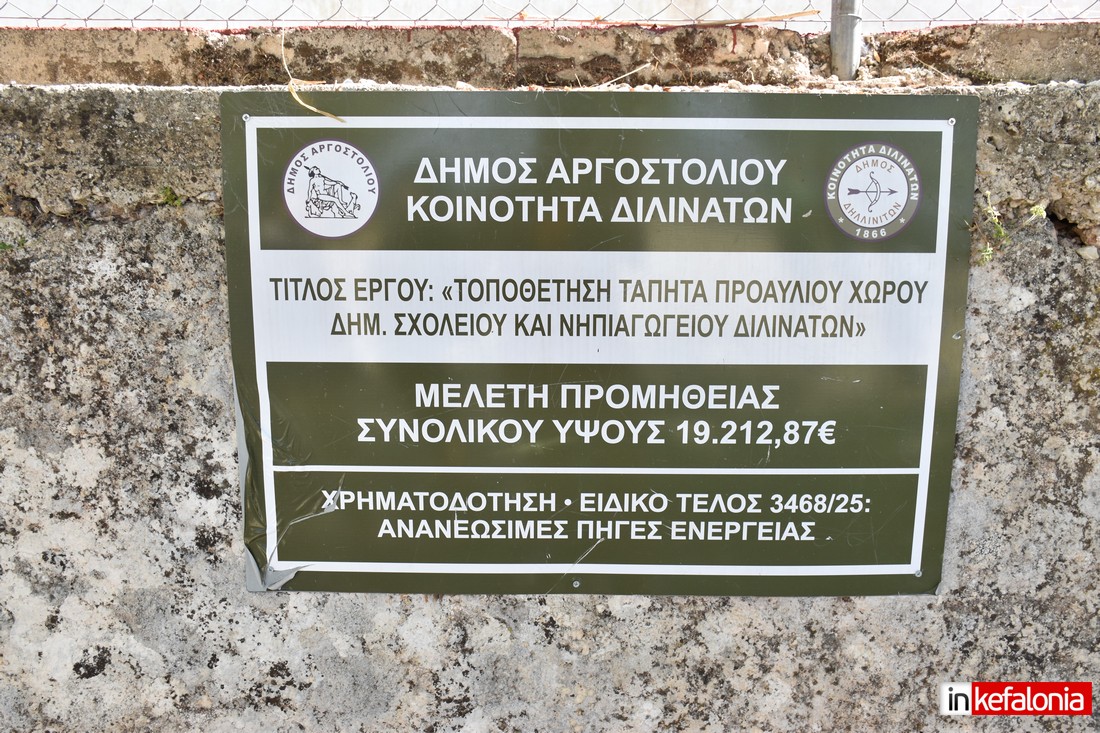 ΔΗΜΟΣ ΑΡΓΟΣΤΟΛΙΟΥ
ΔΗΜΟΣ ΑΡΓΟΣΤΟΛΙΟΥ
ΚΟΙΝΟΤΗΤΑ ΔΙΛΙΝΑΤΩΝ
ΚΟΙΝΟΤΗΤΑ ΔΙΛΙΝΑΤΩΝ
ΔΗΜΟΣ
ΔΗΛΛΙΝΙΤΩΝ
* 1866 *
ΤΙΤΛΟΣ ΕΡΓΟΥ: «ΤΟΠΟΘΕΤΗΣΗ ΤΑΠΗΤΑ ΠΡΟΑΥΛΙΟΥ ΧΩΡΟΥ
ΔΗΜ. ΣΧΟΛΕΙΟΥ ΚΑΙ ΝΗΠΙΑΓΩΓΕΙΟΥ ΔΙΛΙΝΑΤΩΝ»
ΜΕΛΕΤΗ ΠΡΟΜΗΘΕΙΑΣ
ΣΥΝΟΛΙΚΟΥ ΥΨΟΥΣ 19.212,87€
ΧΡΗΜΑΤΟΔΟΤΗΣΗ • ΕΙΔΙΚΟ ΤΕΛΟΣ 3468/25:
ΑΝΑΝΕΩΣΙΜΕΣ ΠΗΓΕΣ ΕΝΕΡΓΕΙΑΣ
inkefalonia